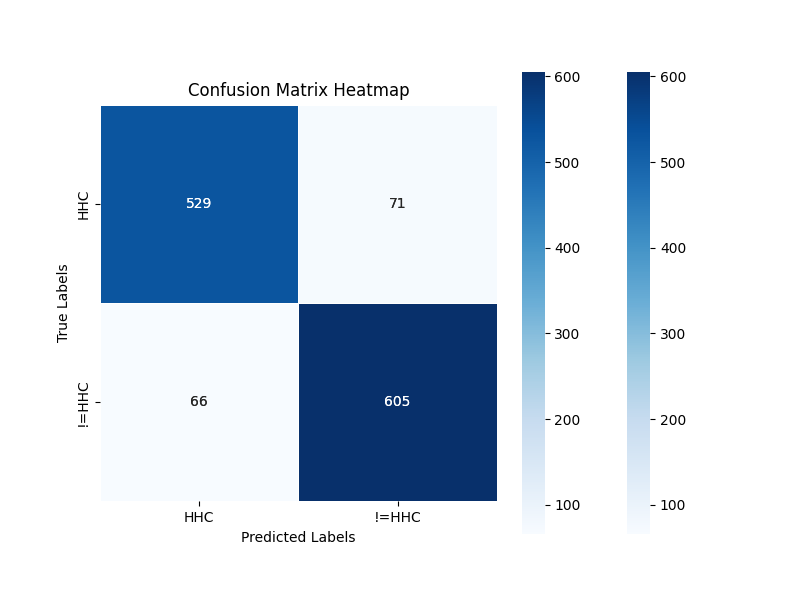 Confusion Matrix Heatmap
True Labels
HHC
!=HHC
529
71
66
605
HHC
!=HHC
Predicted Labels
600
500
400
300
200
100
600
500
400
300
200
100